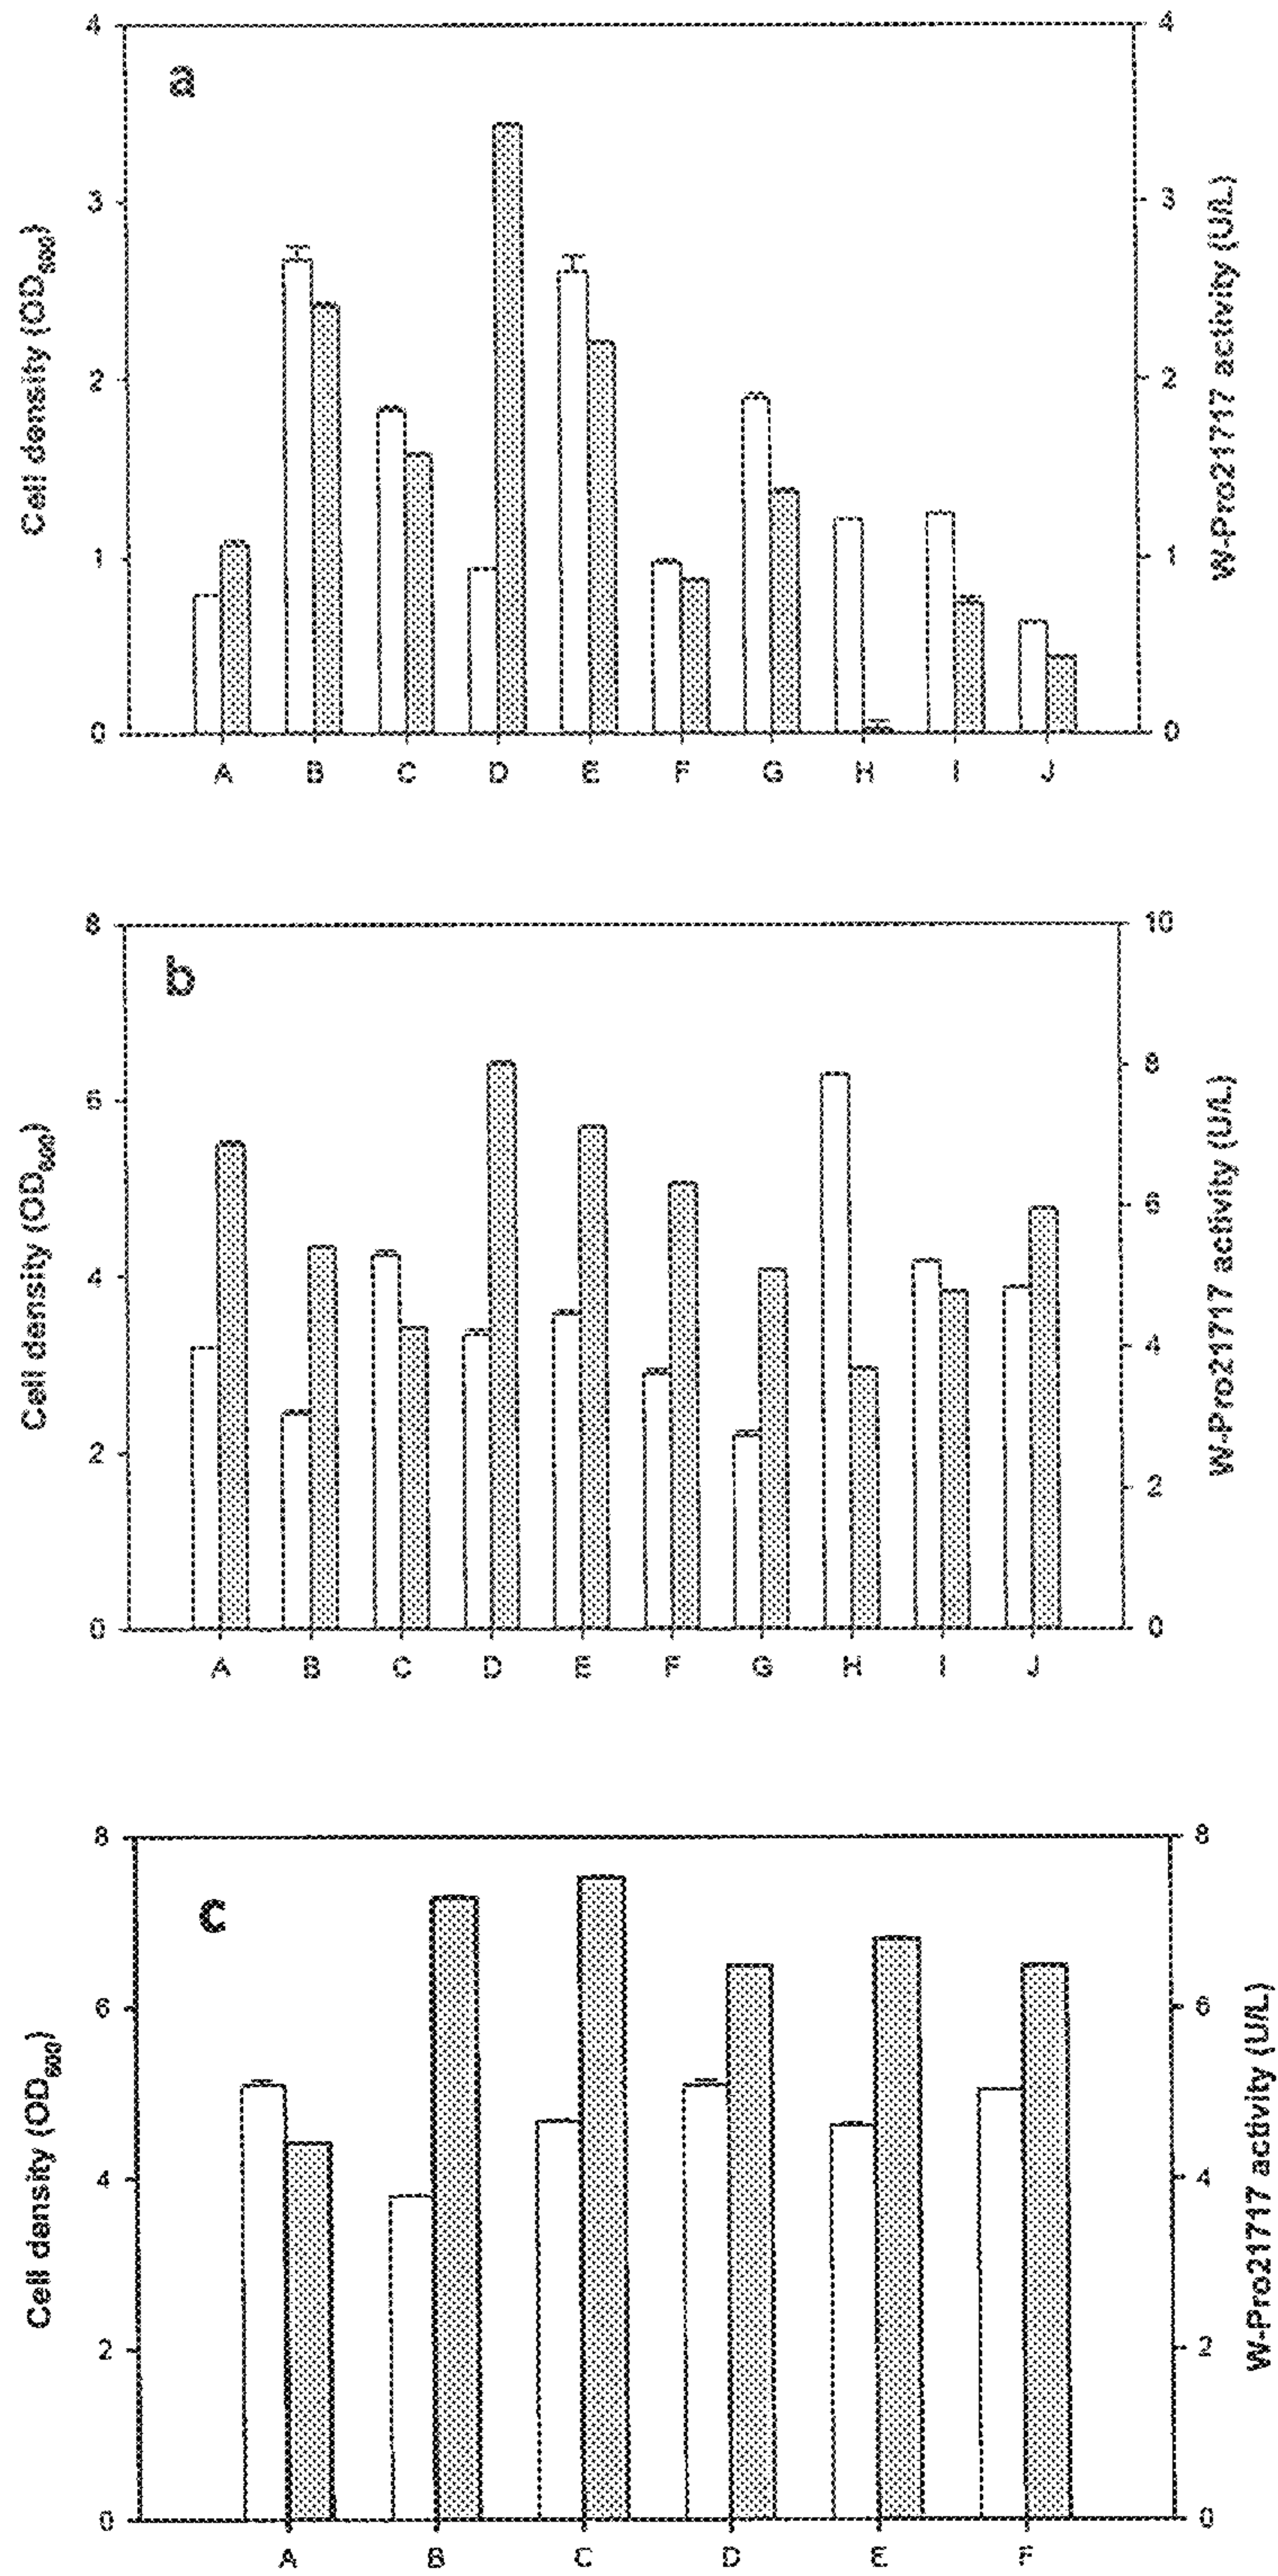 a
Cell density (OD600)
W-Pro21717 activity (U/L)
4 3 2 1 0
4 3 2 1 0
A B C D E F G H I J
b
Cell density (OD600)
W-Pro21717 activity (U/L)
8 6 4 2 0
10 8 6 4 2 0
A B C D E F G H I J
c
Cell density (OD600)
W-Pro21717 activity (U/L)
8 6 4 2 0
8 6 4 2 0
A B C D E F